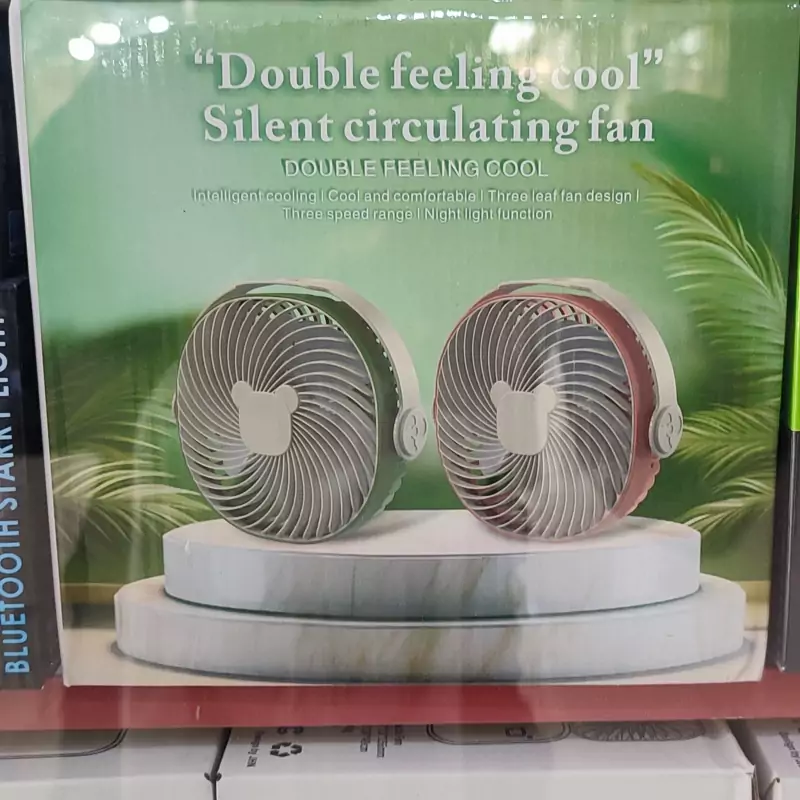 “Double feeling cool”
Silent circulating fan
DOUBLE FEELING COOL
Intelligent cooling | Cool and comfortable | Three leaf fan design |
Three speed range | Night light function
BLUETOOTH STARRY LIGHT